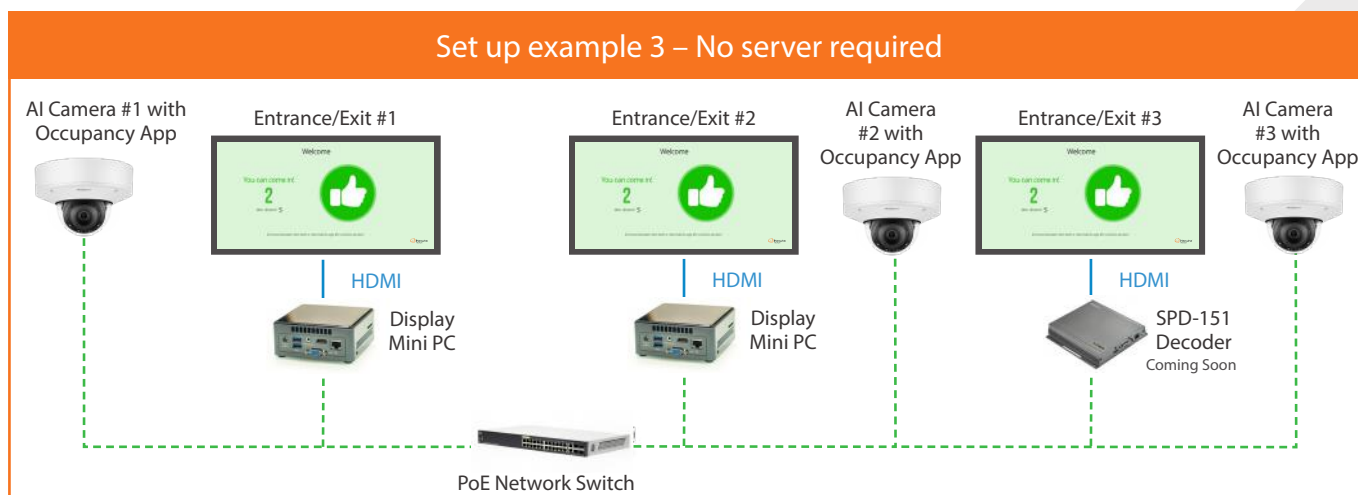 Set up example 3 – No server required
AI Camera #1 with
Occupancy App
Entrance/Exit #1
Entrance/Exit #2
AI Camera
#2 with
Occupancy App
Entrance/Exit #3
AI Camera
#3 with
Occupancy App
Welcome
You can come in!
2
Welcome
You can come in!
2
Welcome
You can come in!
2
HDMI
HDMI
HDMI
Display
Mini PC
Display
Mini PC
SPD-151
Decoder
Coming Soon
PoE Network Switch